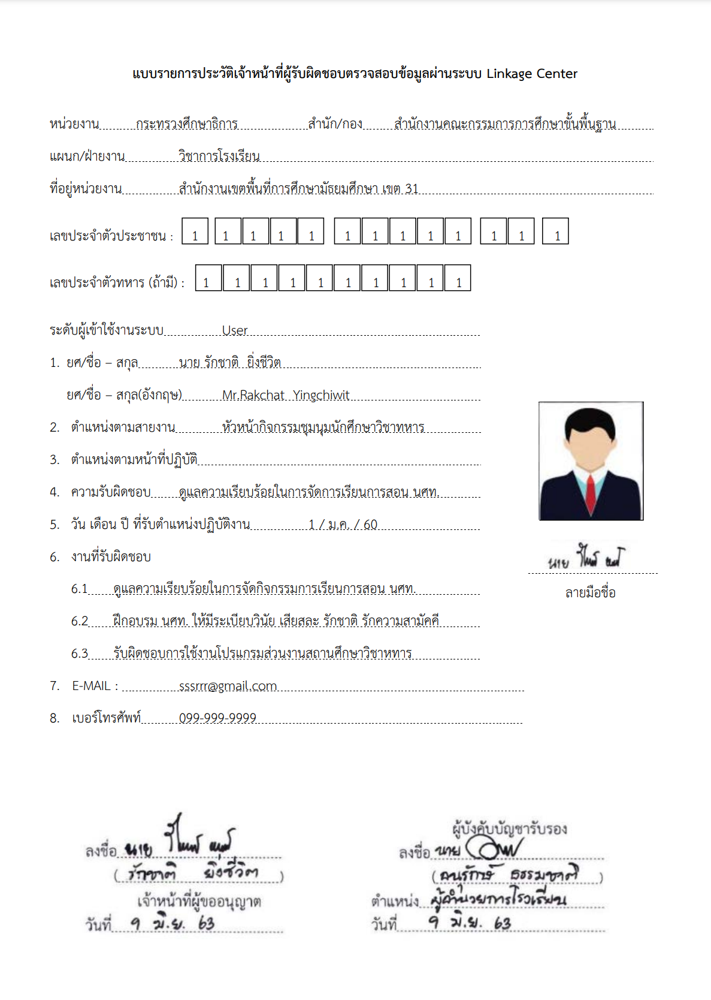 แบบรายการประวัติเจ้าหน้าที่ผู้รับผิดชอบตรวจสอบข้อมูลผ่านระบบ Linkage Center
หน่วยงาน กระทรวงศึกษาธิการ สำนัก/กอง สำนักงานคณะกรรมการการศึกษาขั้นพื้นฐาน
แผนก/ฝ่ายงาน วิชาการโรงเรียน
ที่อยู่หน่วยงาน สำนักงานเขตพื้นที่การศึกษามัธยมศึกษา เขต 31
เลขประจำตัวประชาชน : 1 1 1 1 1 1 1 1 1 1 1 1 1
เลขประจำตัวทหาร (ถ้ามี) : 1 1 1 1 1 1 1 1 1 1
ระดับผู้เข้าใช้งานระบบ User
1. ยศ/ชื่อ – สกุล นาย รักชาติ ยิ่งชีวิต
ยศ/ชื่อ – สกุล(อังกฤษ) Mr.Rakchat Yingchiwit
2. ตำแหน่งตามสายงาน หัวหน้ากิจกรรมชุมนุมนักศึกษาวิชาทหาร
3. ตำแหน่งตามหน้าที่ปฏิบัติ
4. ความรับผิดชอบ ดูแลความเรียบร้อยในการจัดการเรียนการสอน นศท.
5. วัน เดือน ปี ที่รับตำแหน่งปฏิบัติงาน 1 / ม.ค. / 60
6. งานที่รับผิดชอบ
นาย
6.1 ดูแลความเรียบร้อยในการจัดกิจกรรมการเรียนการสอน นศท.
ลายมือชื่อ
6.2 ฝึกอบรม นศท. ให้มีระเบียบวินัย เสียสละ รักชาติ รักความสามัคคี
6.3 รับผิดชอบการใช้งานโปรแกรมส่วนงานสถานศึกษาวิชาหทาร
7. E-MAIL : sssrrr@gmail.com
8. เบอร์โทรศัพท์ 099-999-9999
ลงชื่อ นาย
(รักชาติ ยิ่งชีวิต)
เจ้าหน้าที่ผู้ขออนุญาต
วันที่ ๙ มิ.ย. 63
ผู้บังคับบัญชารับรอง
ลงชื่อ นาย
(คนรักษ์ ธรรมชาติ)
ตำแหน่ง ผู้อำนวยการโรงเรียน
วันที่ ๙ มิ.ย. 63